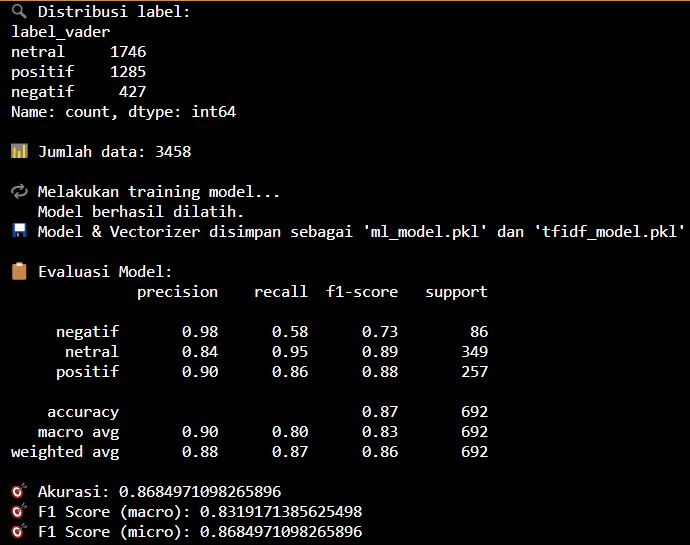 🔍 Distribusi label:
label_vader
netral     1746
positif    1285
negatif     427
Name: count, dtype: int64
📊 Jumlah data: 3458
🔁 Melakukan training model...
   Model berhasil dilatih.
💾 Model & Vectorizer disimpan sebagai 'ml_model.pkl' dan 'tfidf_model.pkl'
📋 Evaluasi Model:
              precision    recall  f1-score   support
     negatif       0.98      0.58      0.73        86
      netral       0.84      0.95      0.89       349
     positif       0.90      0.86      0.88       257
    accuracy                           0.87       692
   macro avg       0.90      0.80      0.83       692
weighted avg       0.88      0.87      0.86       692
🎯 Akurasi: 0.8684971098265896
🎯 F1 Score (macro): 0.8319171385625498
🎯 F1 Score (micro): 0.8684971098265896